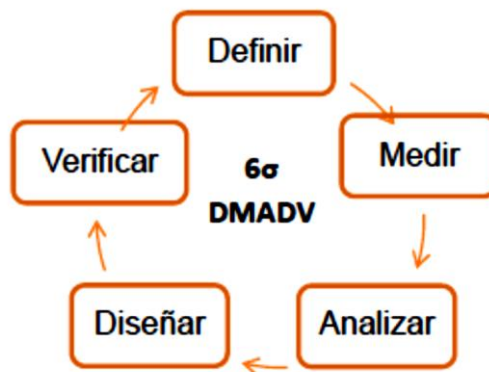 Definir
Medir
Analizar
Diseñar
Verificar
6σ
DMADV